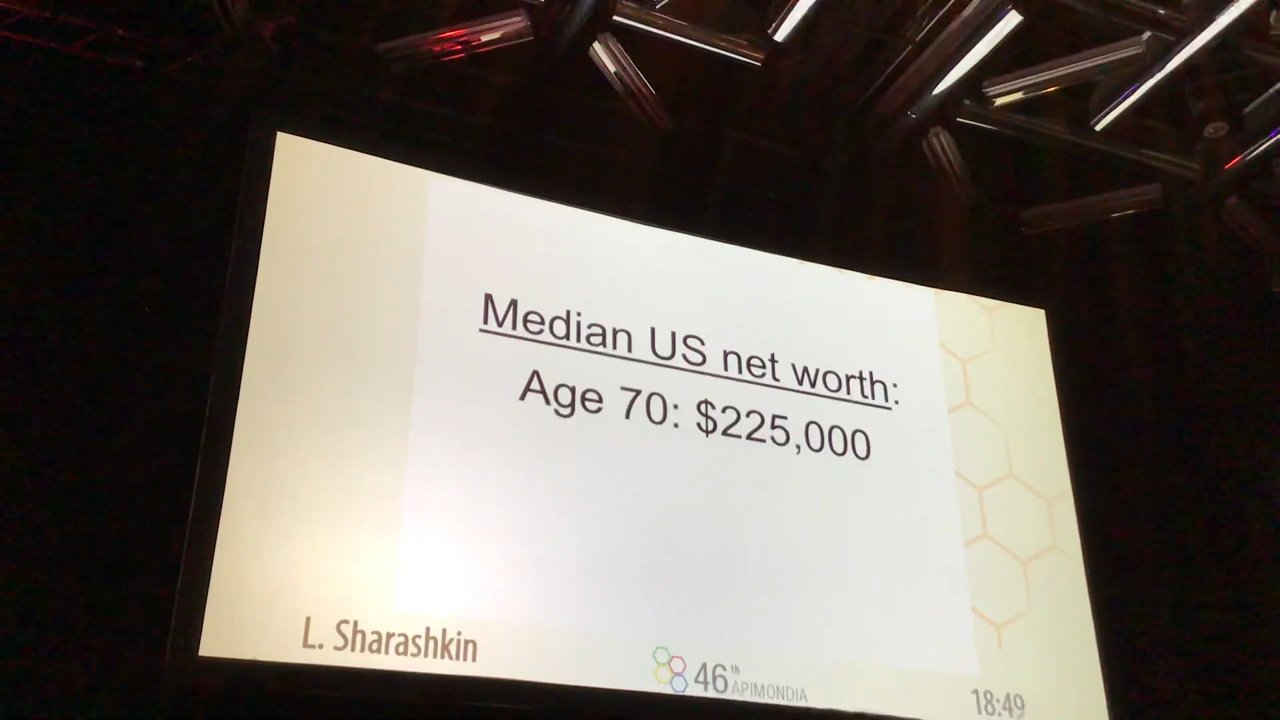 Median US net worth:
Age 70: $225,000
L. Sharashkin
46th APIMONDIA
18:49